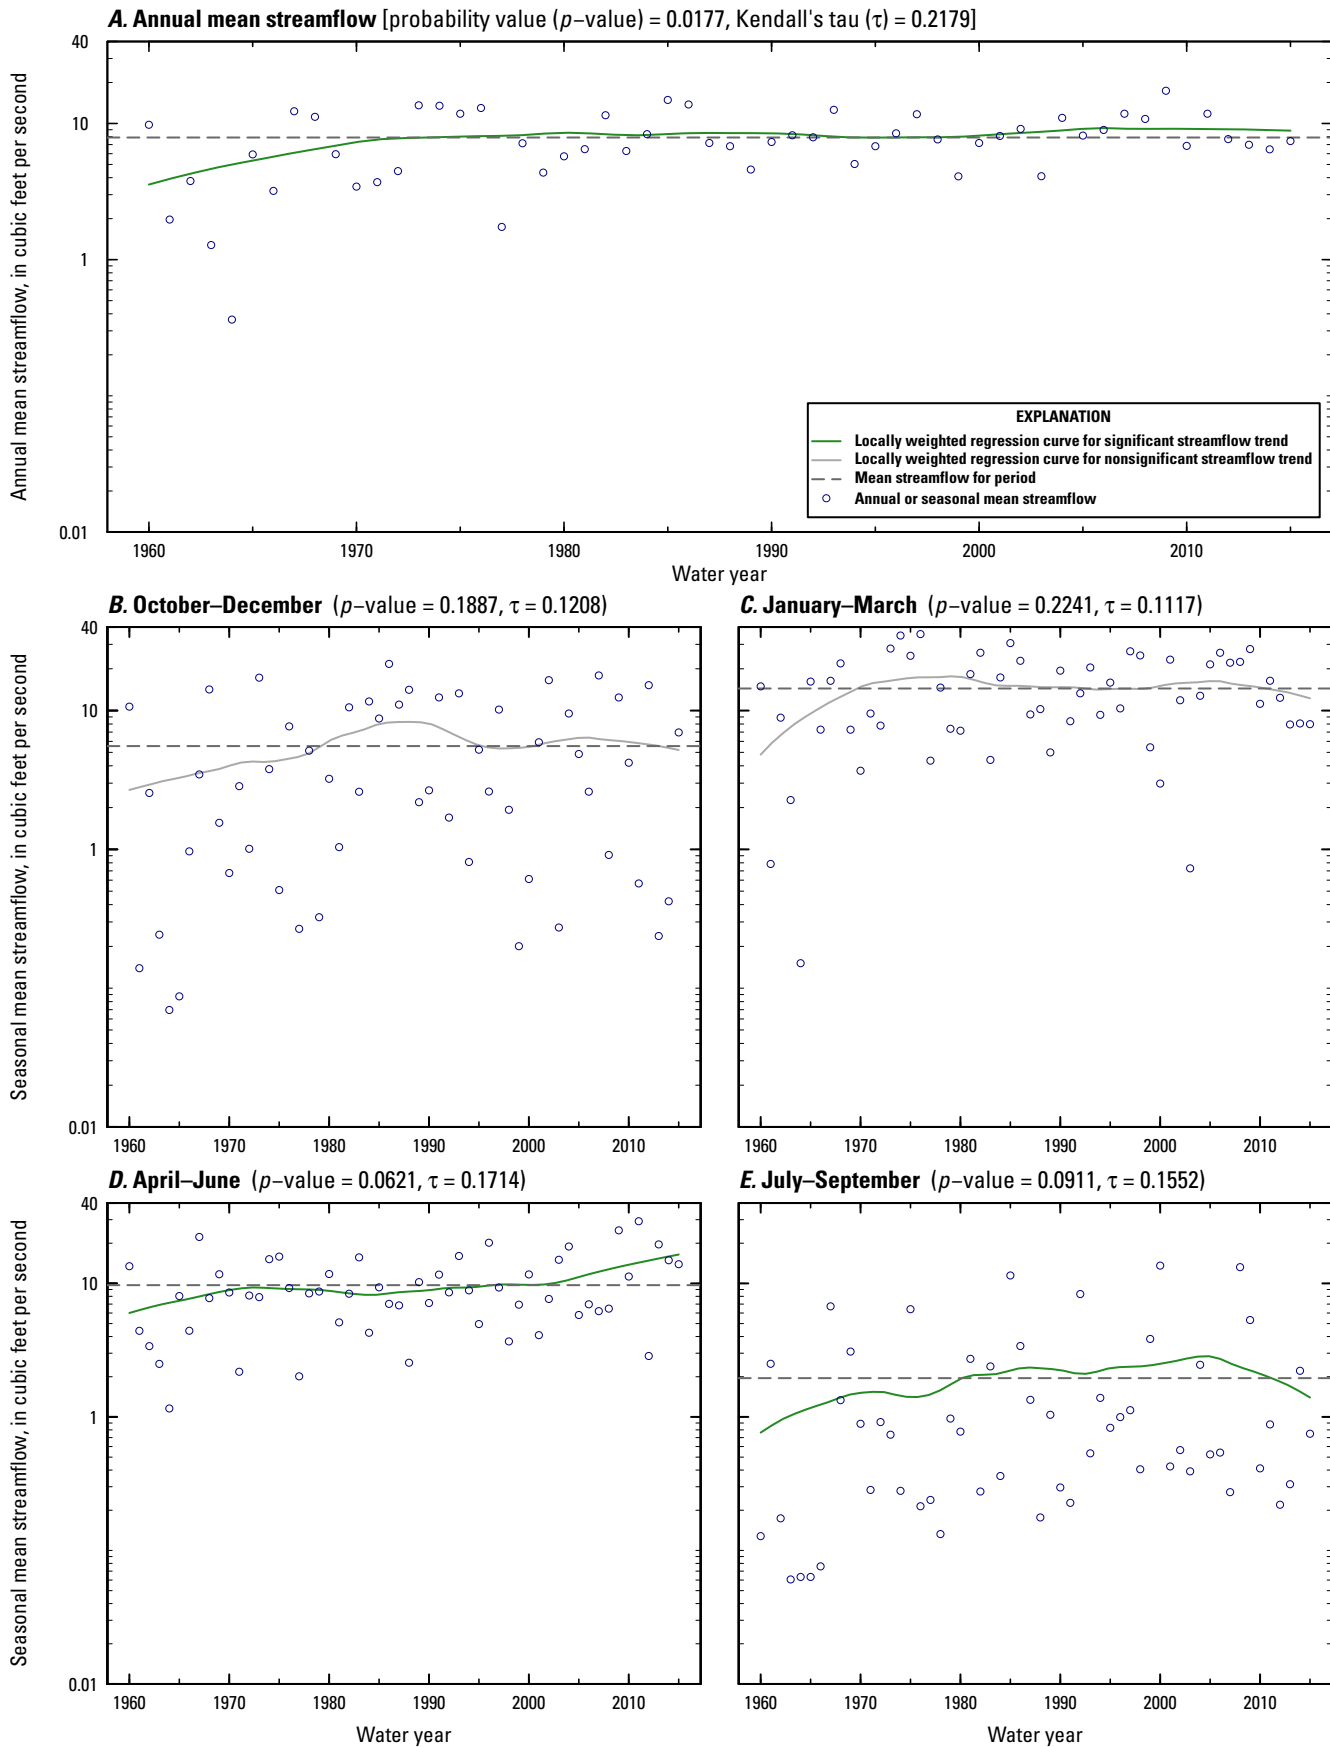 A. Annual mean streamflow [probability value (p–value) = 0.0177, Kendall's tau (τ) = 0.2179]
Annual mean streamflow, in cubic feet per second
40
10
1
0.01
EXPLANATION
Locally weighted regression curve for significant streamflow trend
Locally weighted regression curve for nonsignificant streamflow trend
Mean streamflow for period
Annual or seasonal mean streamflow
1960 1970 1980 1990 2000 2010
Water year
B. October–December (p–value = 0.1887, τ = 0.1208)
Seasonal mean streamflow, in cubic feet per second
40
10
1
0.01
1960 1970 1980 1990 2000 2010
C. January–March (p–value = 0.2241, τ = 0.1117)
1960 1970 1980 1990 2000 2010
D. April–June (p–value = 0.0621, τ = 0.1714)
Seasonal mean streamflow, in cubic feet per second
40
10
1
0.01
1960 1970 1980 1990 2000 2010
Water year
E. July–September (p–value = 0.0911, τ = 0.1552)
1960 1970 1980 1990 2000 2010
Water year